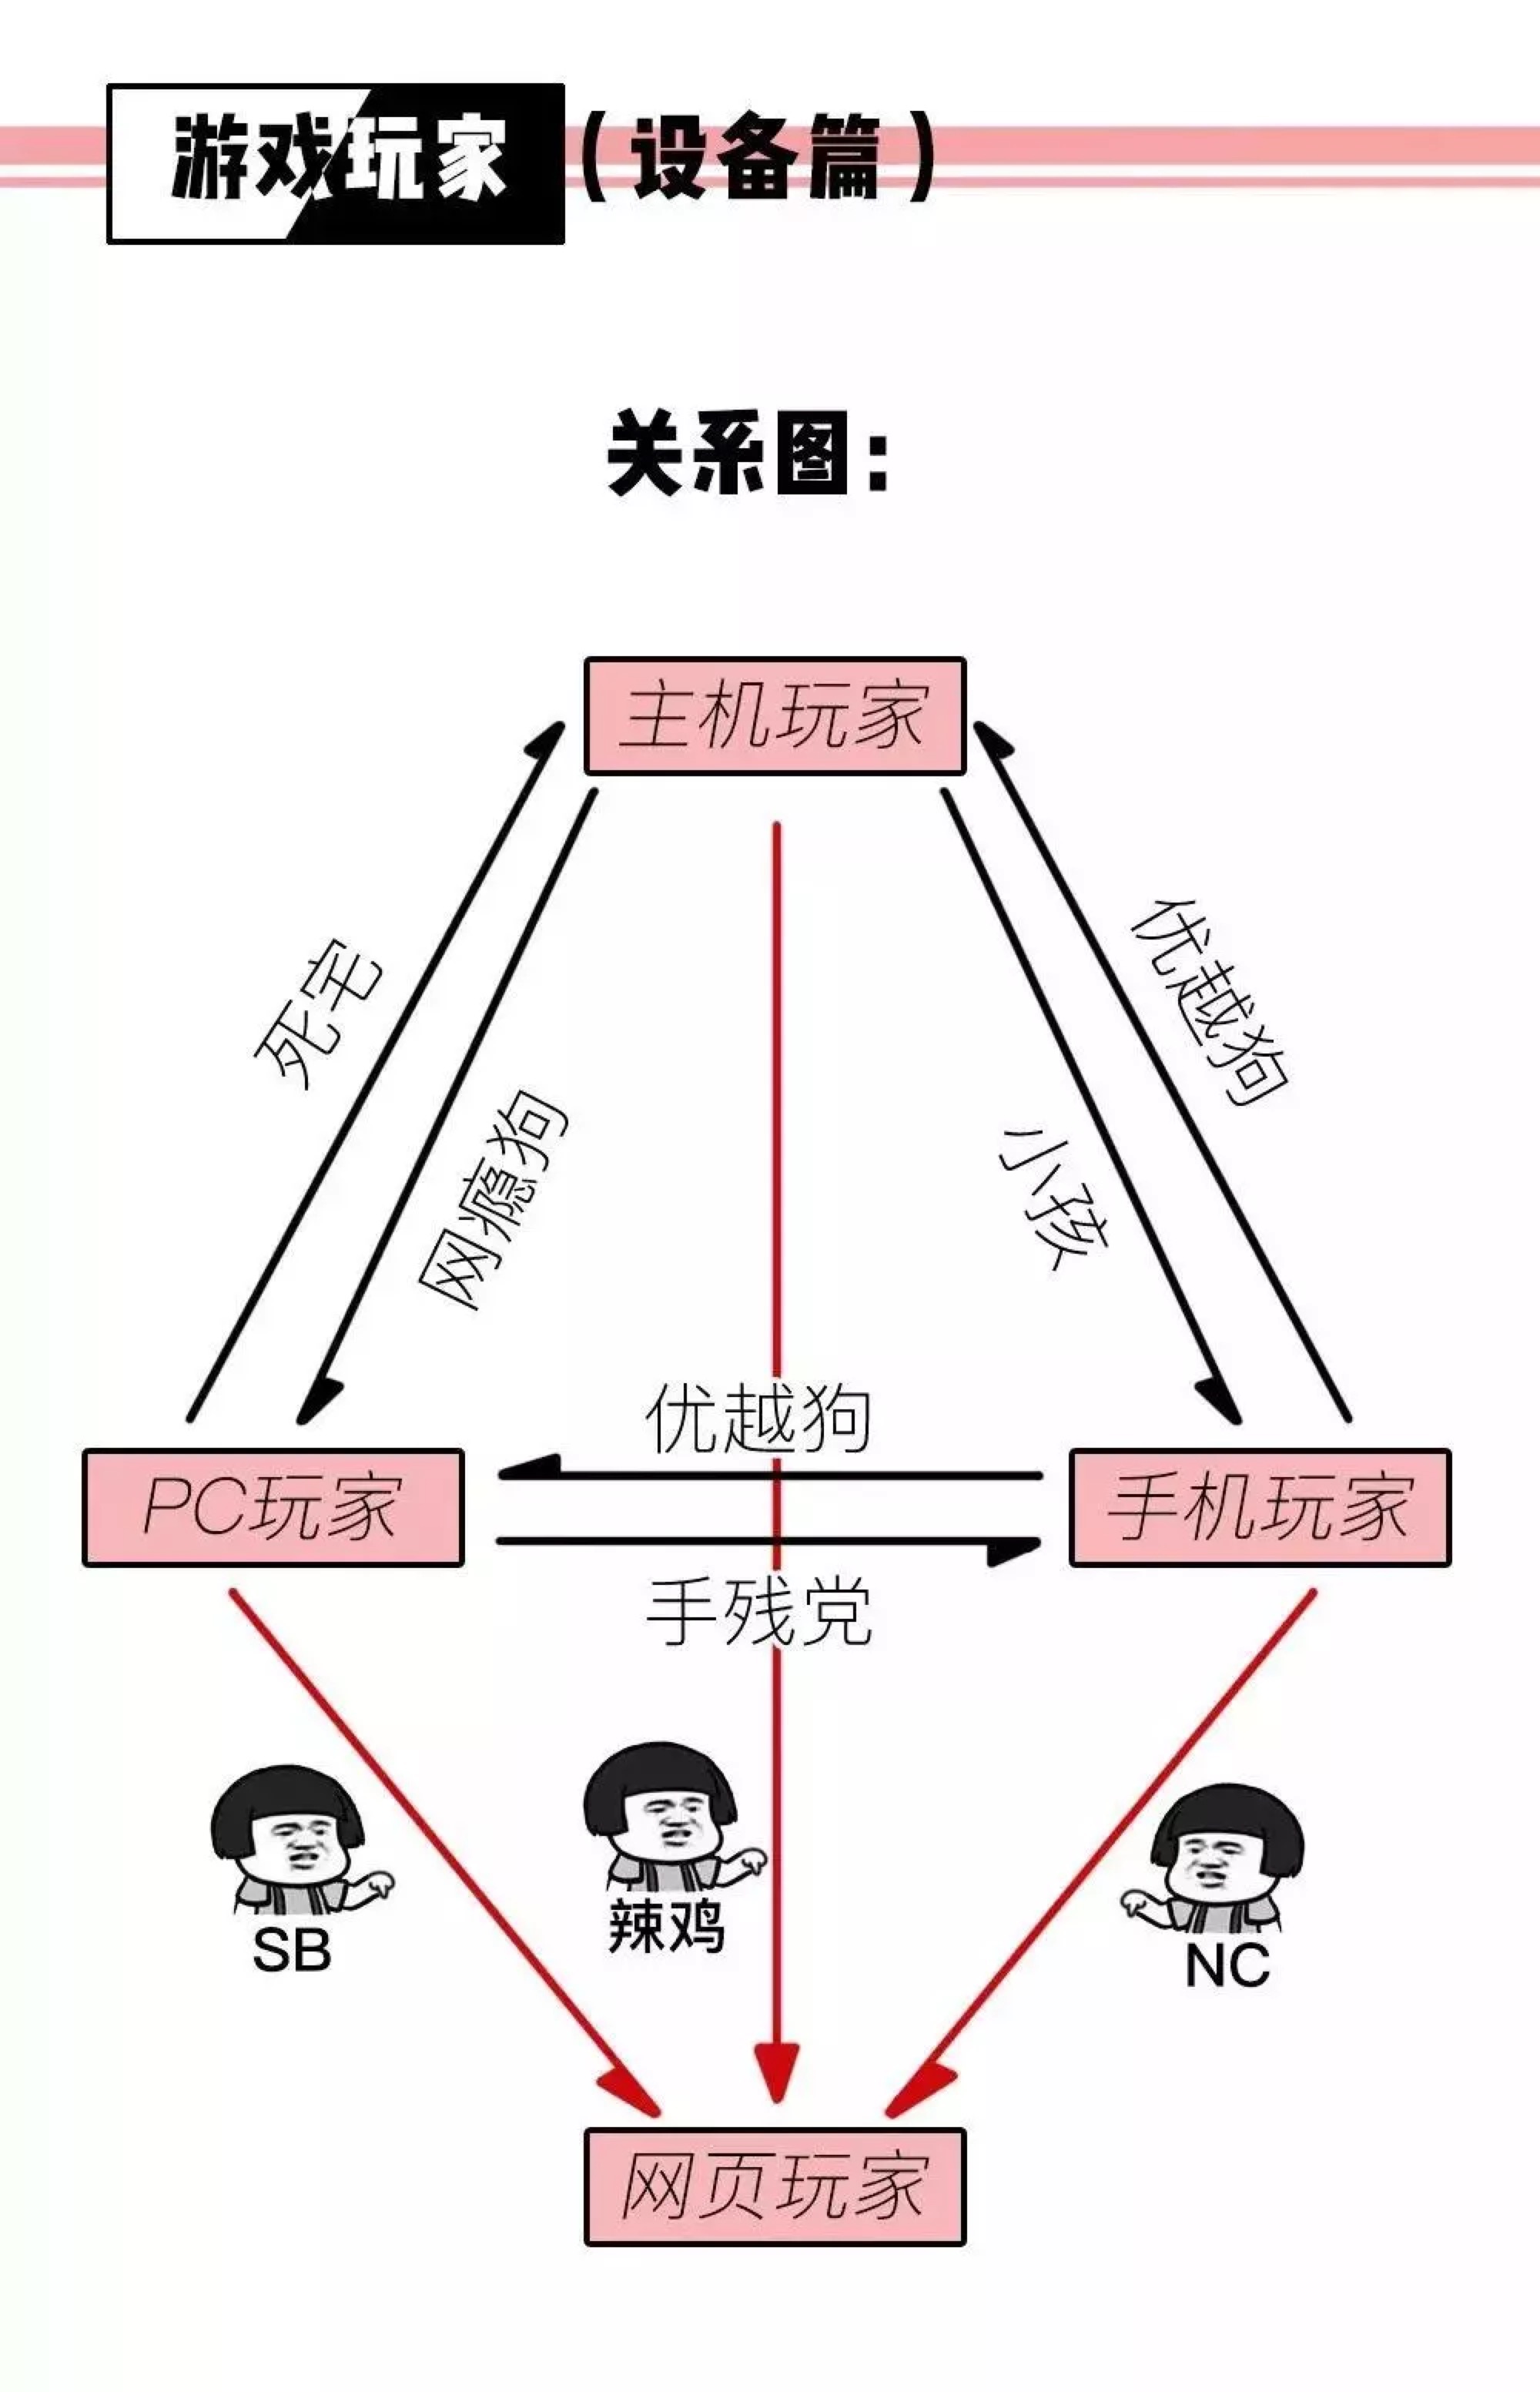 游戏玩家（设备篇）
关系图：
主机玩家
死宅
网瘾狗
小孩
优越狗
优越狗
PC玩家
手机玩家
手残党
SB
辣鸡
NC
网页玩家